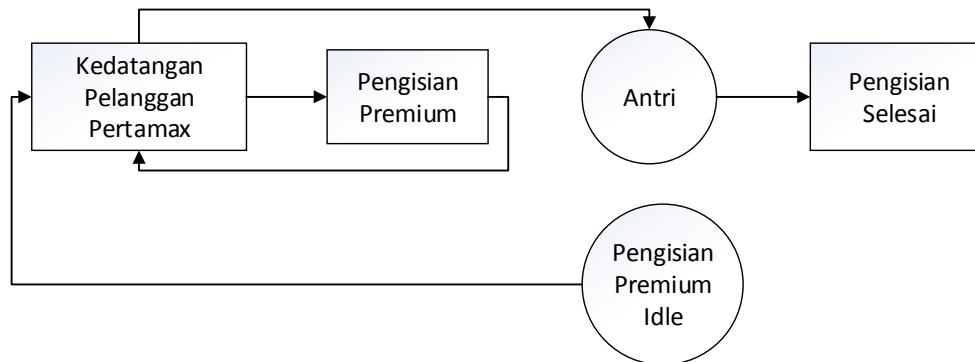 Kedatangan
Pelanggan
Pertamax
Pengisian
Premium
Antri
Pengisian
Selesai
Pengisian
Premium
Idle